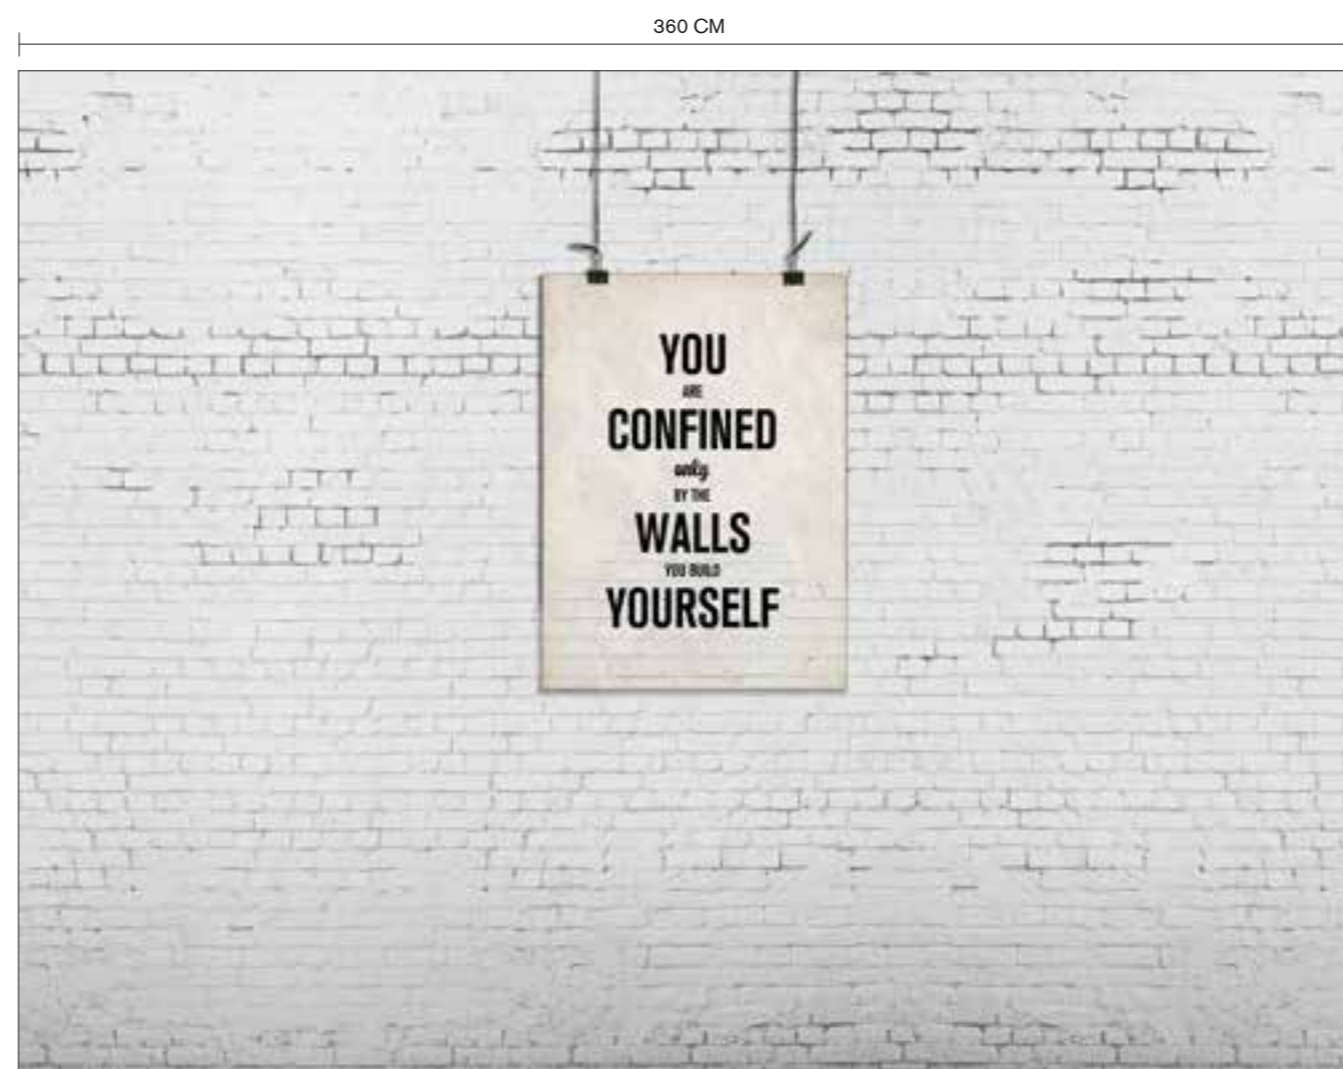 360 CM
YOU
ARE
CONFINED
only
BY THE
WALLS
YOU BUILD
YOURSELF